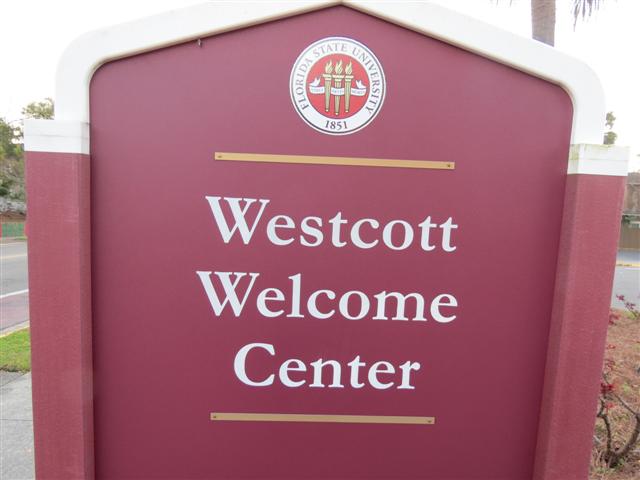 FLORIDA STATE UNIVERSITY
1851
Westcott
Welcome
Center